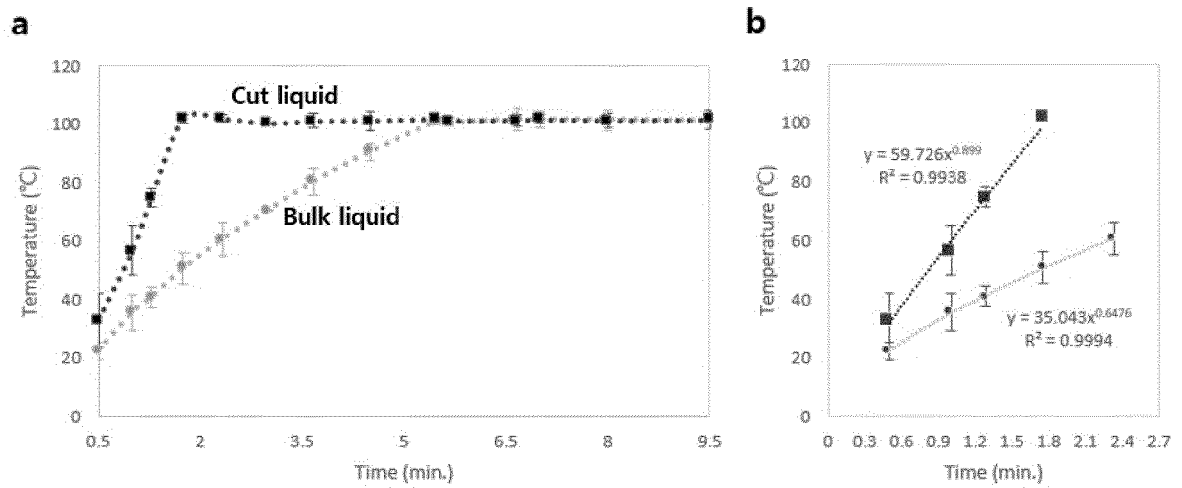 a
120
100
80
60
40
20
0
Temperature (°C)
Cut liquid
Bulk liquid
0.5 2 3.5 5 6.5 8 9.5
Time (min.)
b
120
100
80
60
40
20
0
Temperature (°C)
y = 59.726x^0.899
R² = 0.9938
y = 35.043x^0.6476
R² = 0.9994
0 0.3 0.6 0.9 1.2 1.5 1.8 2.1 2.4 2.7
Time (min.)